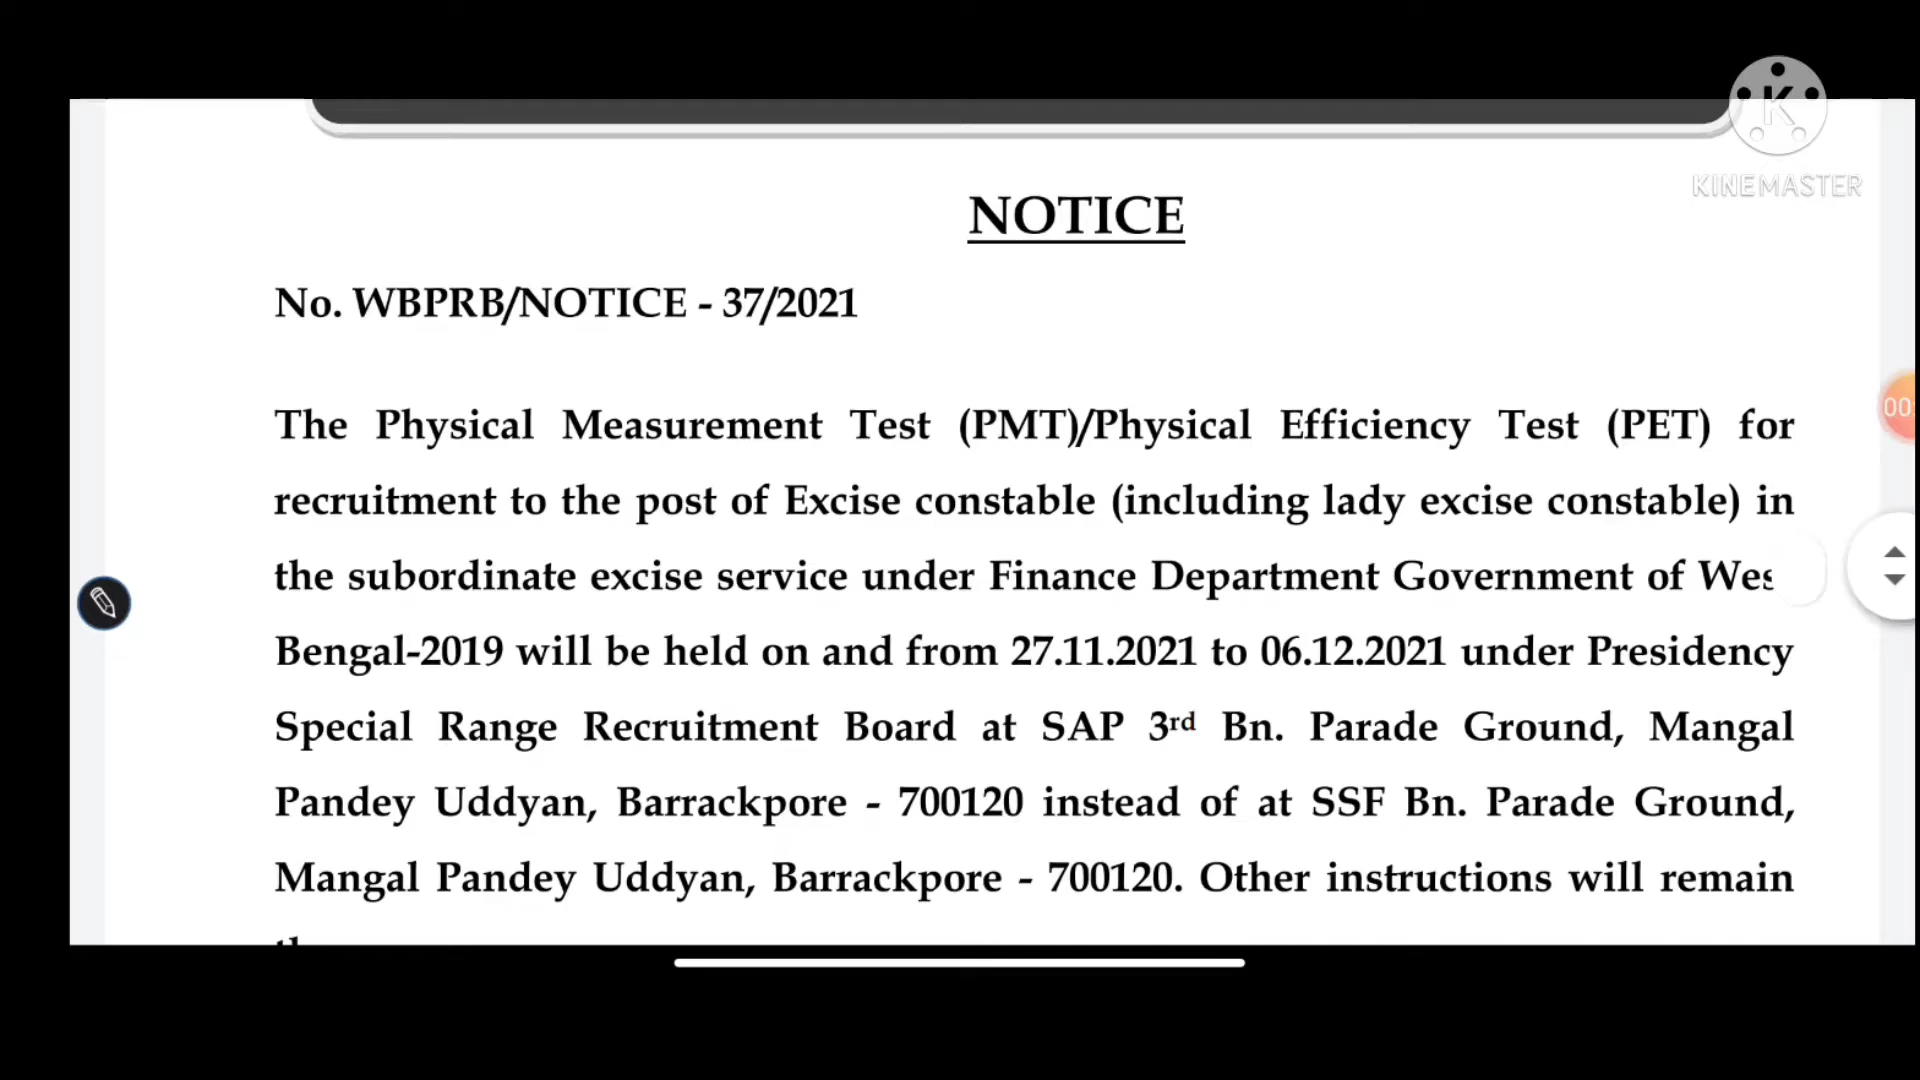 K
KINEMASTER
NOTICE
No. WBPRB/NOTICE - 37/2021
The Physical Measurement Test (PMT)/Physical Efficiency Test (PET) for
00
recruitment to the post of Excise constable (including lady excise constable) in
the subordinate excise service under Finance Department Government of Wes
Bengal-2019 will be held on and from 27.11.2021 to 06.12.2021 under Presidency
Special Range Recruitment Board at SAP 3rd Bn. Parade Ground, Mangal
Pandey Uddyan, Barrackpore - 700120 instead of at SSF Bn. Parade Ground,
Mangal Pandey Uddyan, Barrackpore - 700120. Other instructions will remain